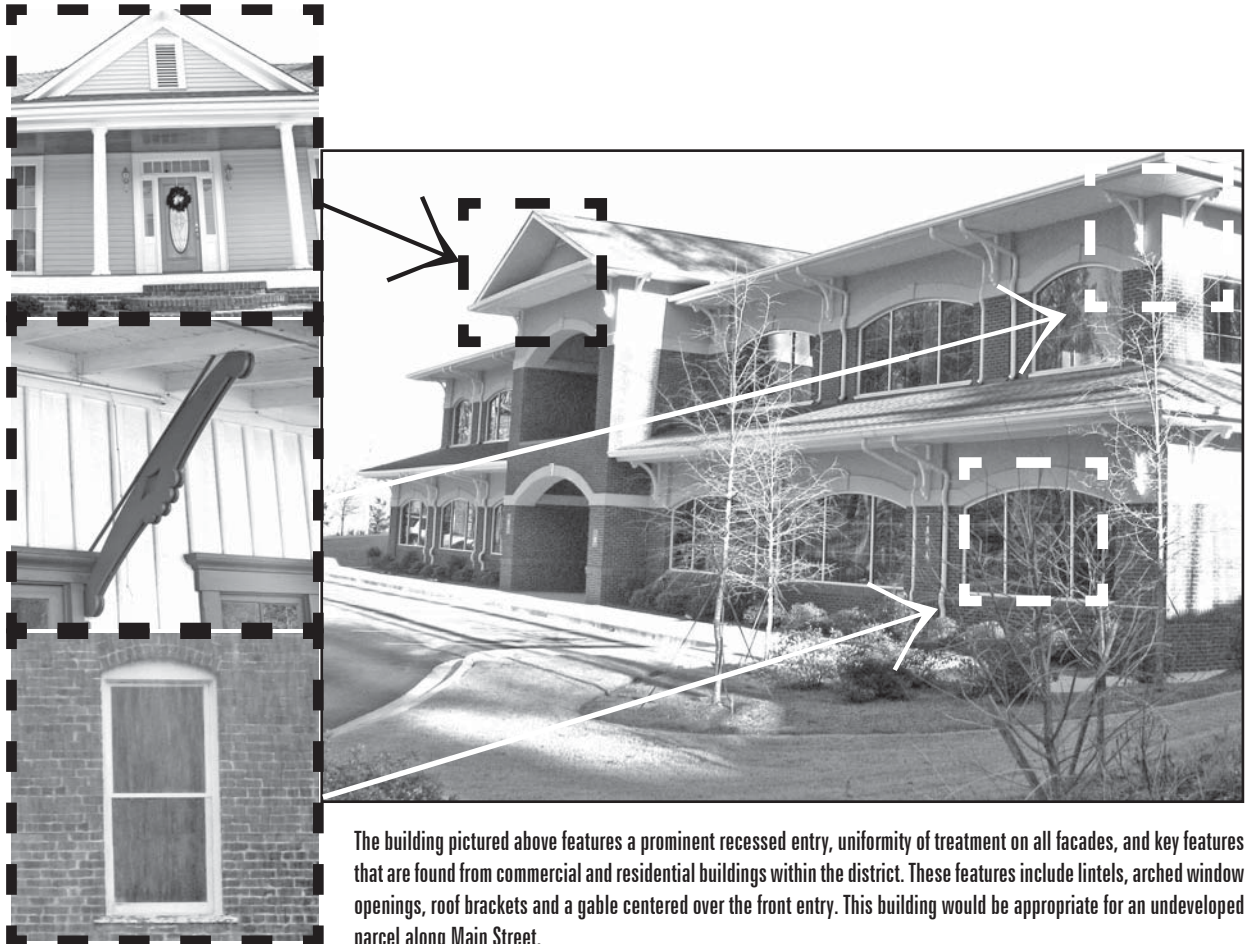 The building pictured above features a prominent recessed entry, uniformity of treatment on all facades, and key features
that are found from commercial and residential buildings within the district. These features include lintels, arched window
openings, roof brackets and a gable centered over the front entry. This building would be appropriate for an undeveloped
parcel along Main Street.